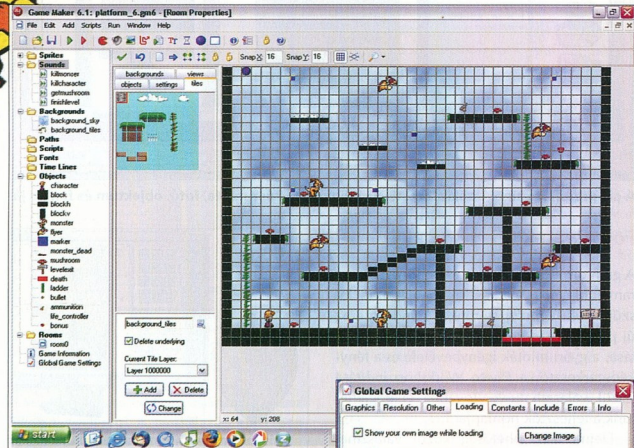 Game Maker 6.1: platform_6.gm6 - [Room Properties]
File Edit Add Scripts Run Window Help
Snap X: 16 Snap Y: 16
Sprites
Sounds
killmonser
killcharacter
getmushroom
finishlevel
Backgrounds
background_sky
background_tiles
Paths
Scripts
Fonts
Time Lines
Objects
character
block
blockh
blockv
monster
flyer
marker
monster_dead
mushroom
levelexit
death
ladder
bullet
ammunition
life_controller
bonus
Rooms
room0
Game Information
Global Game Settings
backgrounds views
objects settings tiles
background_tiles
Delete underlying
Current Tile Layer:
Layer 1000000
Add Delete
Change
x: 64 y: 208
start
Global Game Settings
Graphics Resolution Other Loading Constants Include Errors Info
Show your own image while loading
Change Image